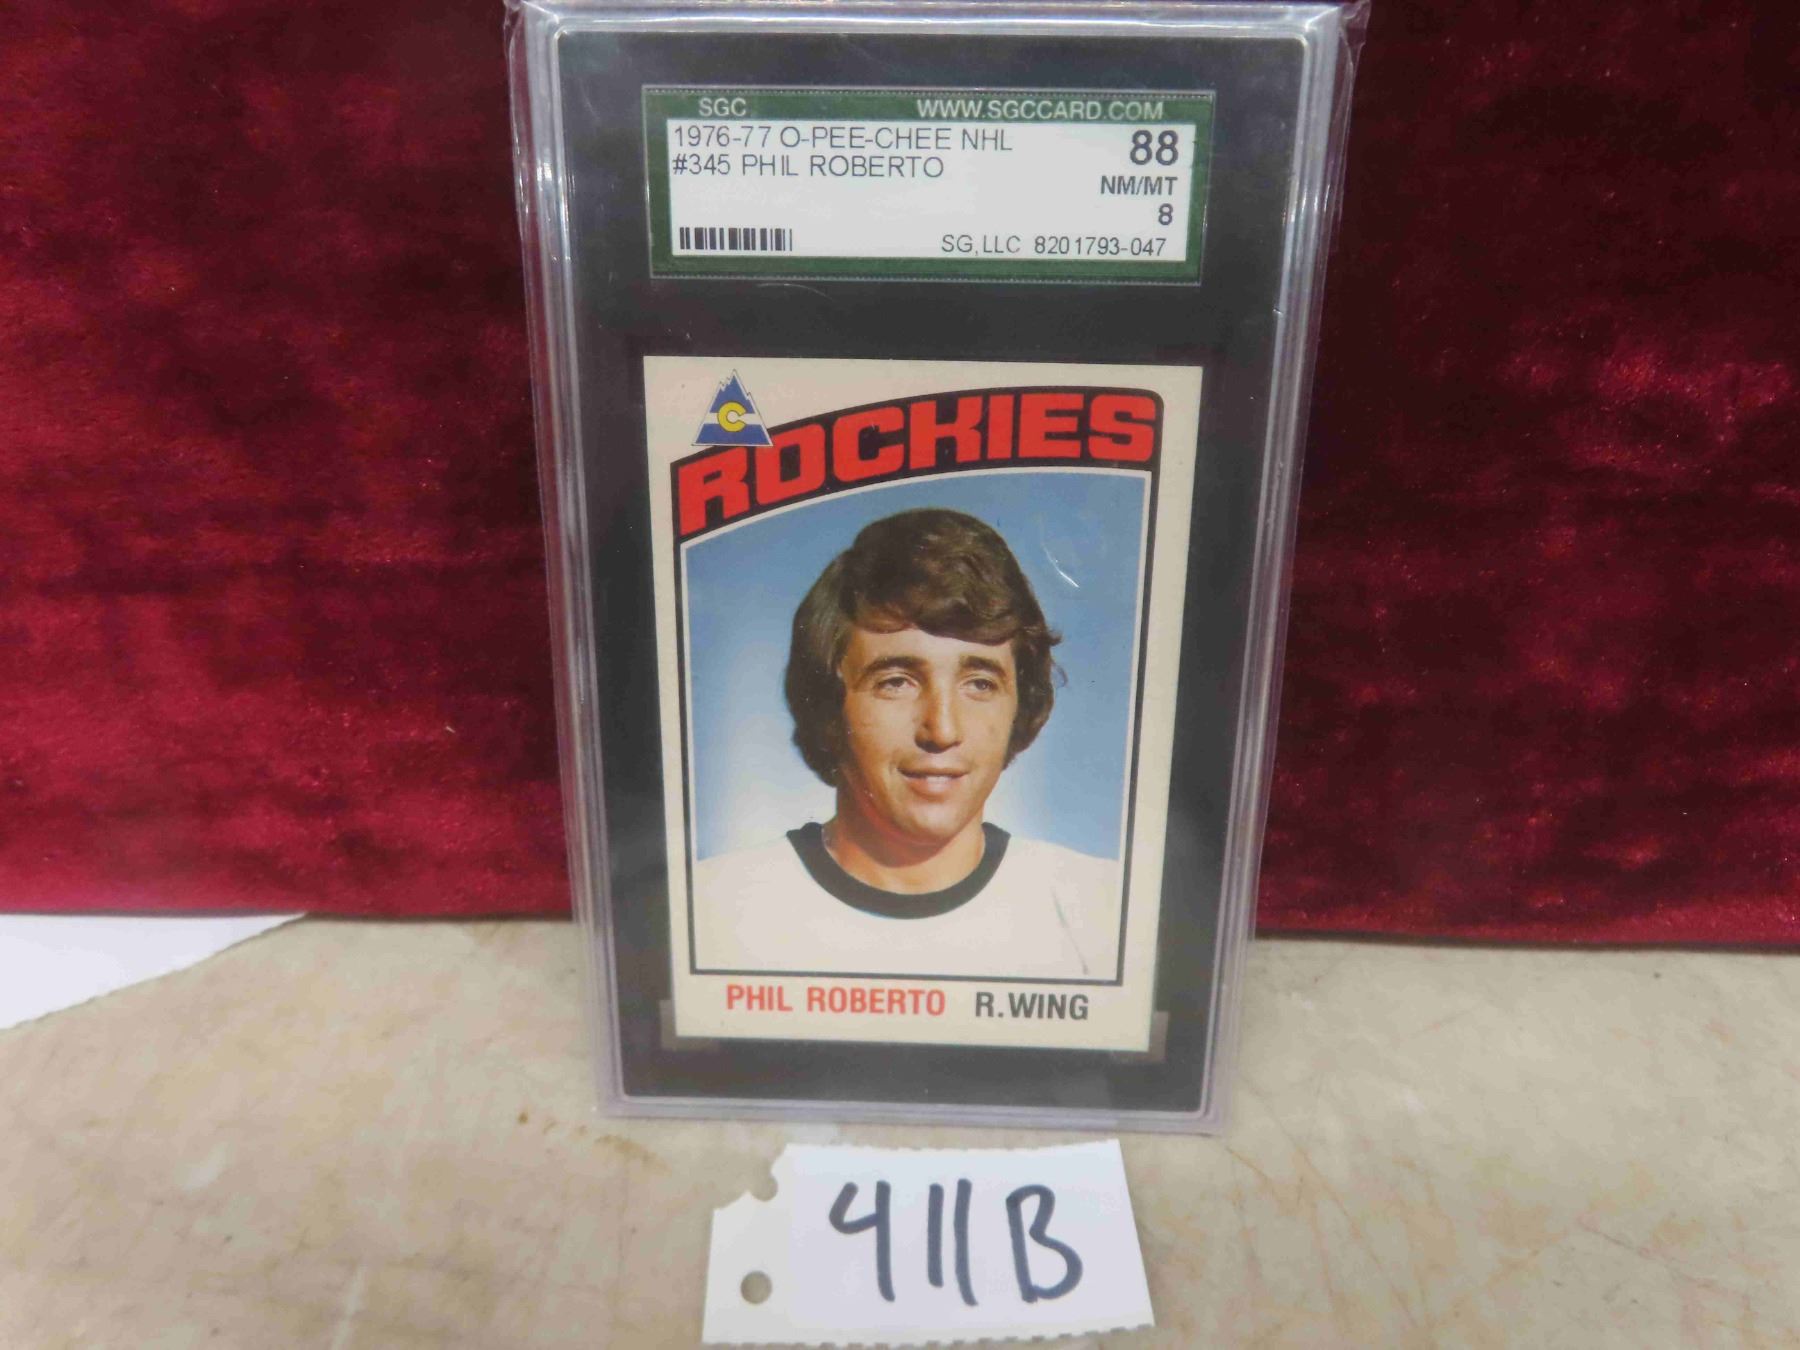 SGC WWW.SGCCARD.COM
1976-77 O-PEE-CHEE NHL 88
#345 PHIL ROBERTO NM/MT
8
SG,LLC 8201793-047
C
ROCKIES
PHIL ROBERTO R.WING
411B